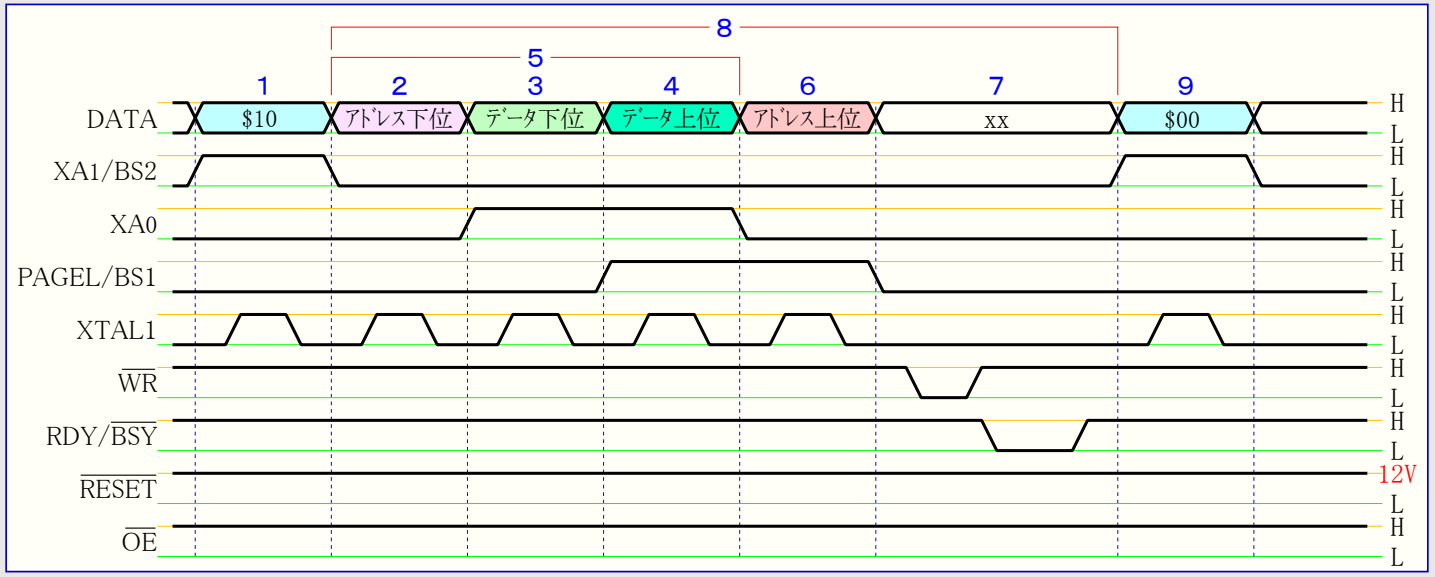 8
5
1 2 3 4 6 7 9
DATA $10 アドレス下位 データ下位 データ上位 アドレス上位 xx $00 H
L
XA1/BS2 H
L
XA0 H
L
PAGEL/BS1 H
L
XTAL1 H
L
WR H
L
RDY/BSY H
L
RESET 12V
L
OE H
L